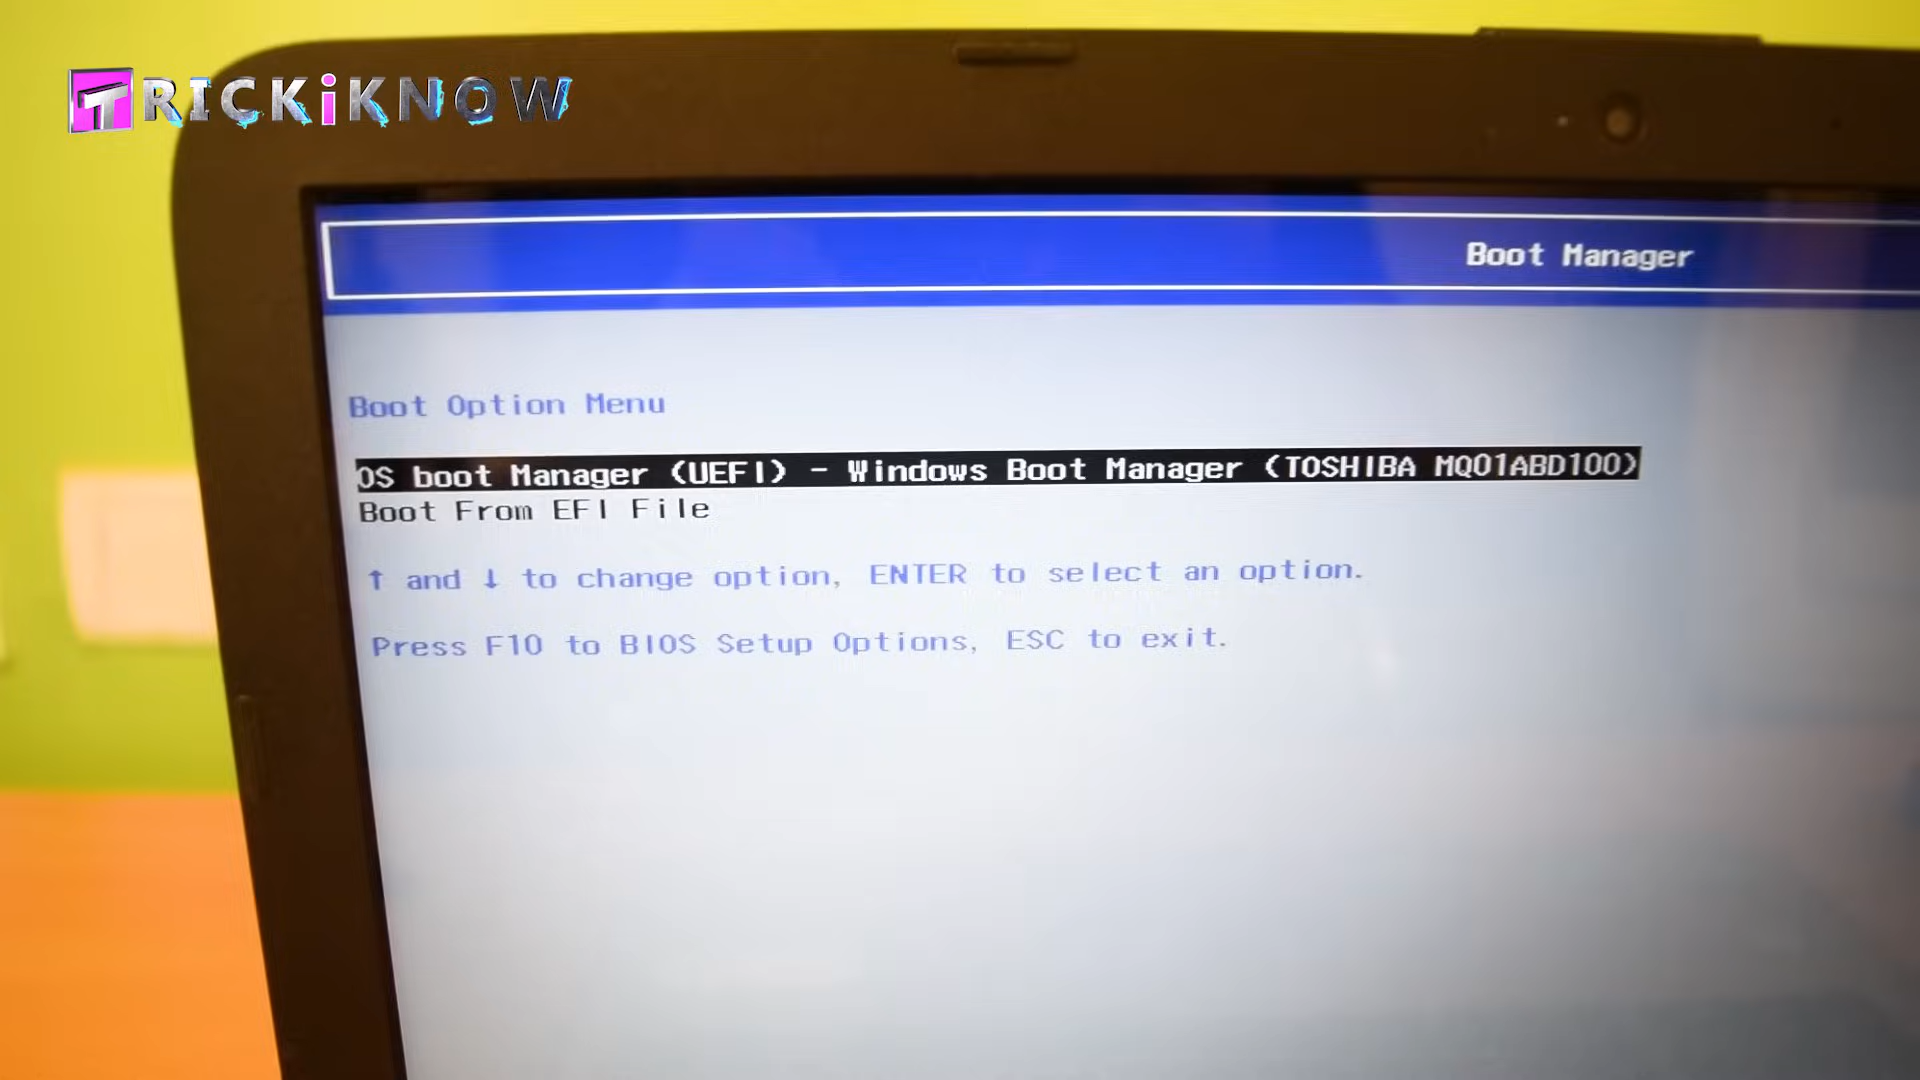 TRICKiKNOW
Boot Manager
Boot Option Menu
OS boot Manager (UEFI) - Windows Boot Manager (TOSHIBA MQ01ABD100)
Boot From EFI File
↑ and ↓ to change option, ENTER to select an option.
Press F10 to BIOS Setup Options, ESC to exit.